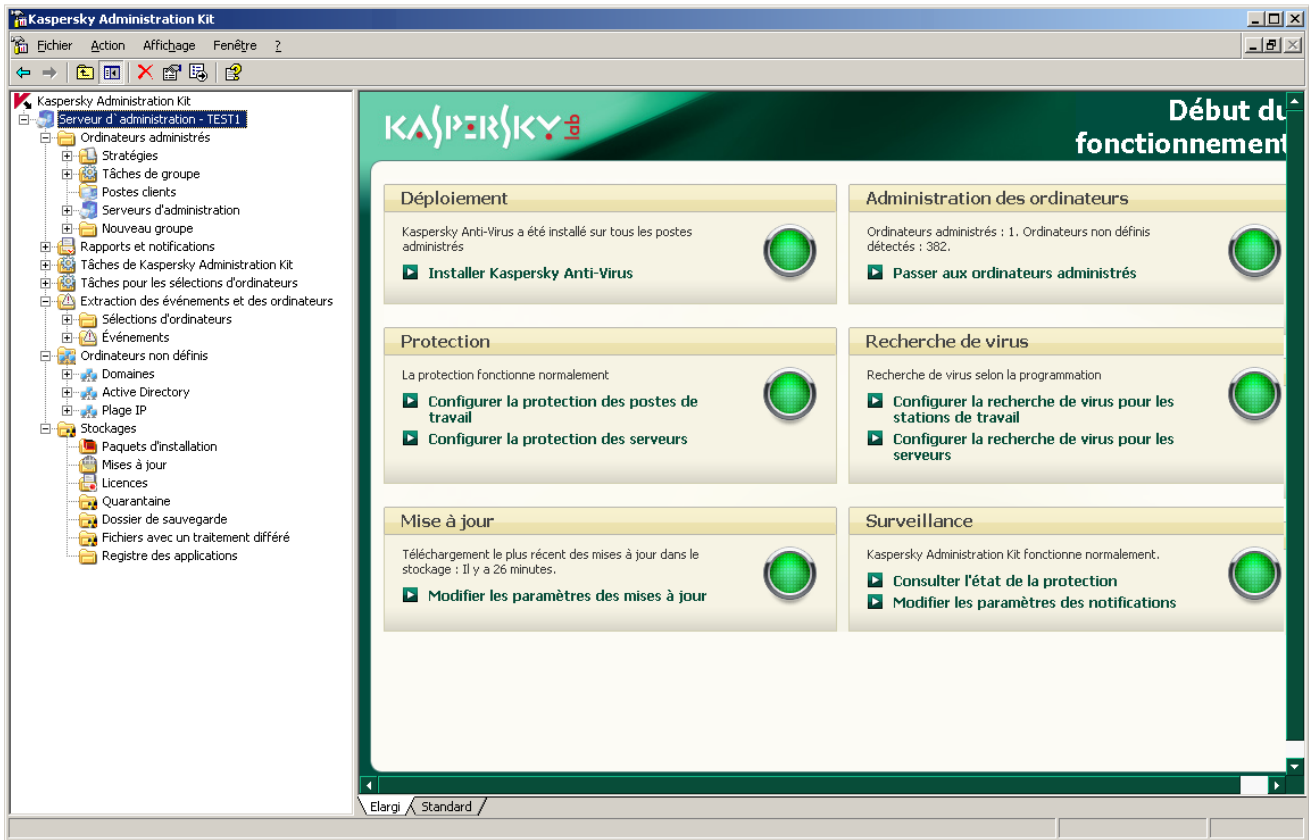 Kaspersky Administration Kit
Fichier Action Affichage Fenêtre ?
Kaspersky Administration Kit
Serveur d`administration - TEST1
Ordinateurs administrés
Stratégies
Tâches de groupe
Postes clients
Serveurs d'administration
Nouveau groupe
Rapports et notifications
Tâches de Kaspersky Administration Kit
Tâches pour les sélections d'ordinateurs
Extraction des événements et des ordinateurs
Sélections d'ordinateurs
Événements
Ordinateurs non définis
Domaines
Active Directory
Plage IP
Stockages
Paquets d'installation
Mises à jour
Licences
Quarantaine
Dossier de sauvegarde
Fichiers avec un traitement différé
Registre des applications
KASPERSKY lab
Début du
fonctionnement
Déploiement
Kaspersky Anti-Virus a été installé sur tous les postes
administrés
Installer Kaspersky Anti-Virus
Administration des ordinateurs
Ordinateurs administrés : 1. Ordinateurs non définis
détectés : 382.
Passer aux ordinateurs administrés
Protection
La protection fonctionne normalement
Configurer la protection des postes de
travail
Configurer la protection des serveurs
Recherche de virus
Recherche de virus selon la programmation
Configurer la recherche de virus pour les
stations de travail
Configurer la recherche de virus pour les
serveurs
Mise à jour
Téléchargement le plus récent des mises à jour dans le
stockage : Il y a 26 minutes.
Modifier les paramètres des mises à jour
Surveillance
Kaspersky Administration Kit fonctionne normalement.
Consulter l'état de la protection
Modifier les paramètres des notifications
Elargi Standard